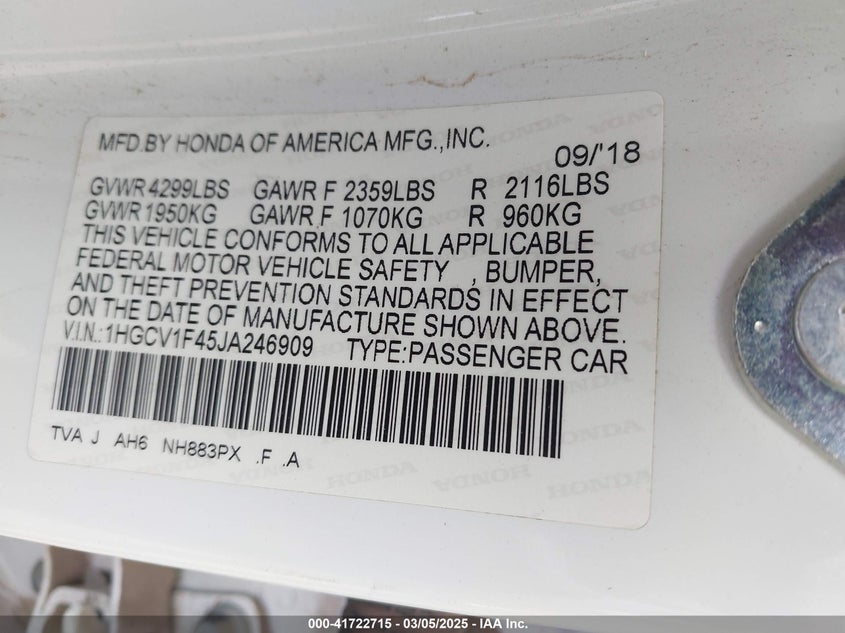 MFD.BY HONDA OF AMERICA MFG.,INC. 09/'18
GVWR 4299LBS GAWR F 2359LBS R 2116LBS
GVWR 1950KG GAWR F 1070KG R 960KG
THIS VEHICLE CONFORMS TO ALL APPLICABLE
FEDERAL MOTOR VEHICLE SAFETY , BUMPER,
AND THEFT PREVENTION STANDARDS IN EFFECT
ON THE DATE OF MANUFACTURE SHOWN ABOVE.
V.I.N.:1HGCV1F45JA246909 TYPE:PASSENGER CAR
TVA J AH6 NH883PX .F .A
HONDA HONDA HONDA
000-41722715 - 03/05/2025 - IAA Inc.